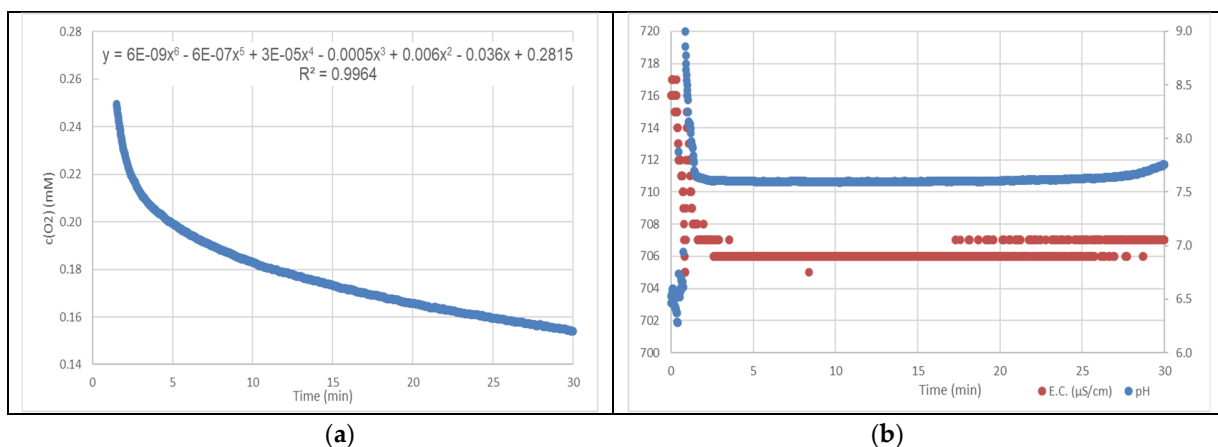 0.28
y = 6E-09x⁶ - 6E-07x⁵ + 3E-05x⁴ - 0.0005x³ + 0.006x² - 0.036x + 0.2815
R² = 0.9964
0.26
0.24
0.22
0.20
0.18
0.16
0.14
c(O2) (mM)
0 5 10 15 20 25 30
Time (min)
(a)
720
718
716
714
712
710
708
706
704
702
700
9.0
8.5
8.0
7.5
7.0
6.5
6.0
0 5 10 15 20 25 30
Time (min)
E.C. (µS/cm) pH
(b)